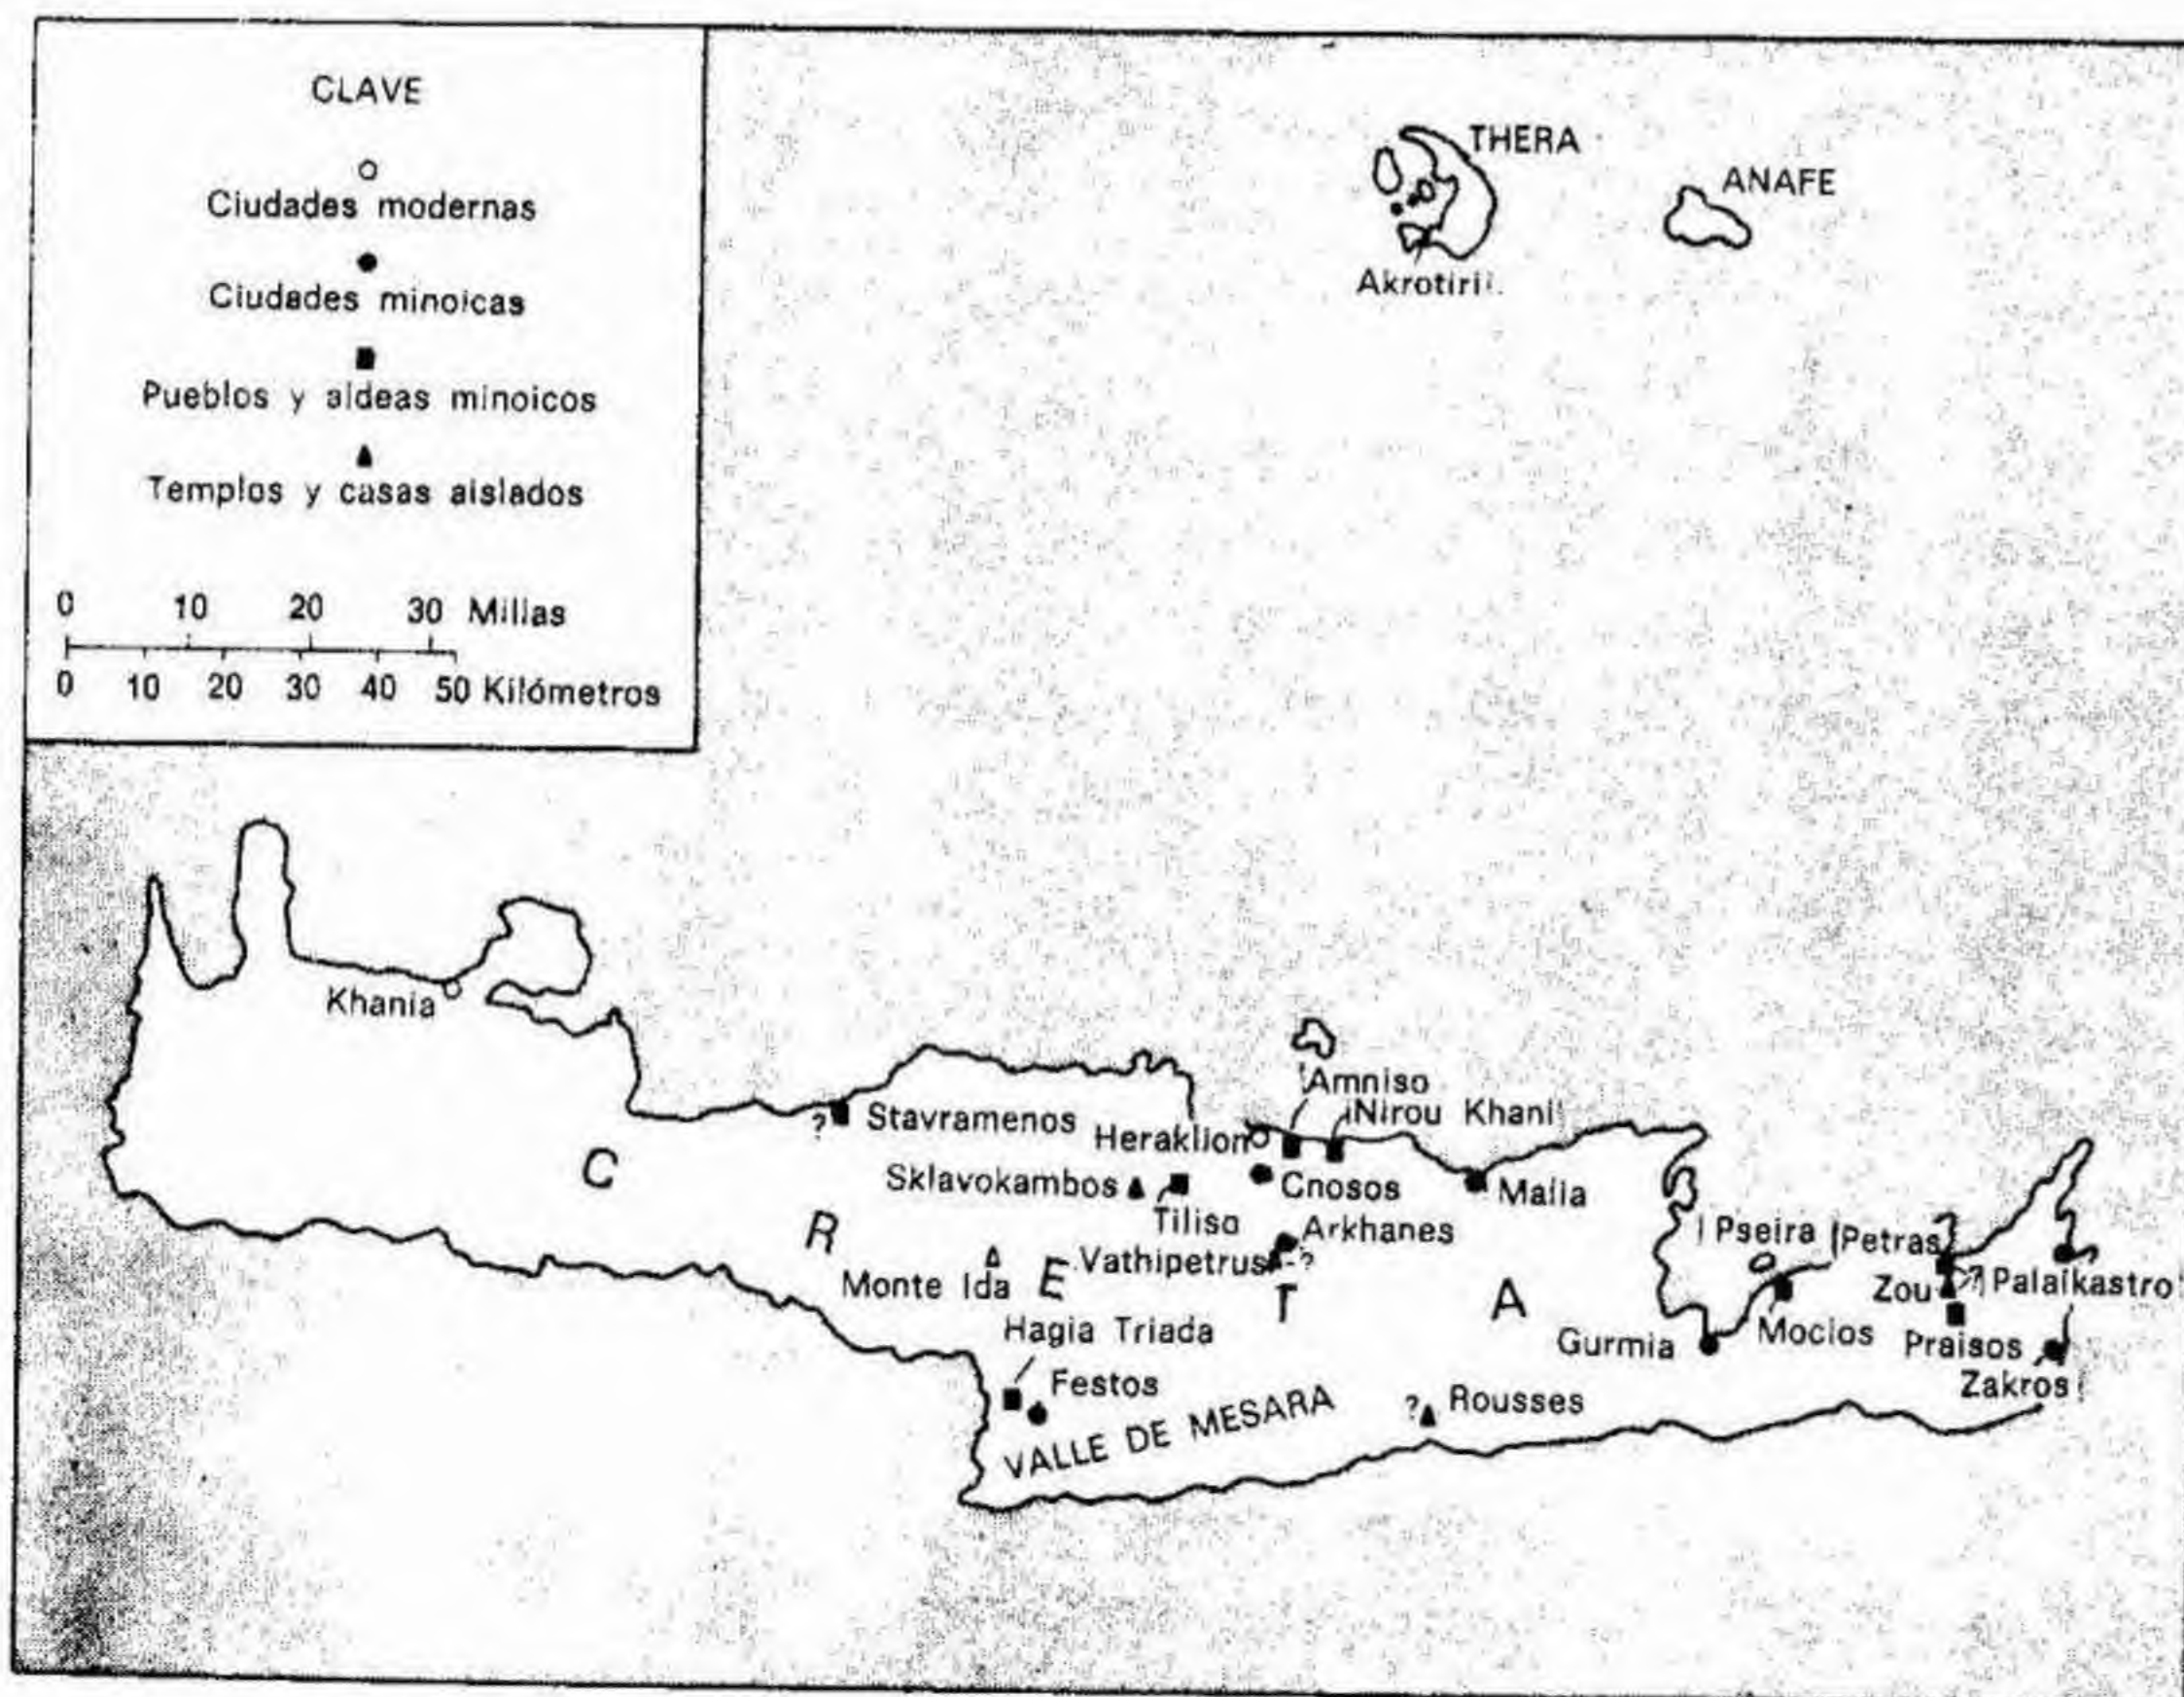 CLAVE
Ciudades modernas
Ciudades minoicas
Pueblos y aldeas minoicos
Templos y casas aislados
0 10 20 30 Millas
0 10 20 30 40 50 Kilómetros
THERA
ANAFE
Akrotiri
Khania
Amniso
Nirou Khani
? Stavramenos
Heraklion
Sklavokambos
Cnosos
Malia
Tiliso
Arkhanes
C R E T A
Pseira
Petras
Vathipetrus ?
Monte Ida
Zou ?
Palaikastro
Hagia Triada
Gurmia
Moclos
Praisos
Festos
Zakros
? Rousses
VALLE DE MESARA